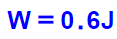 W = 0.6J